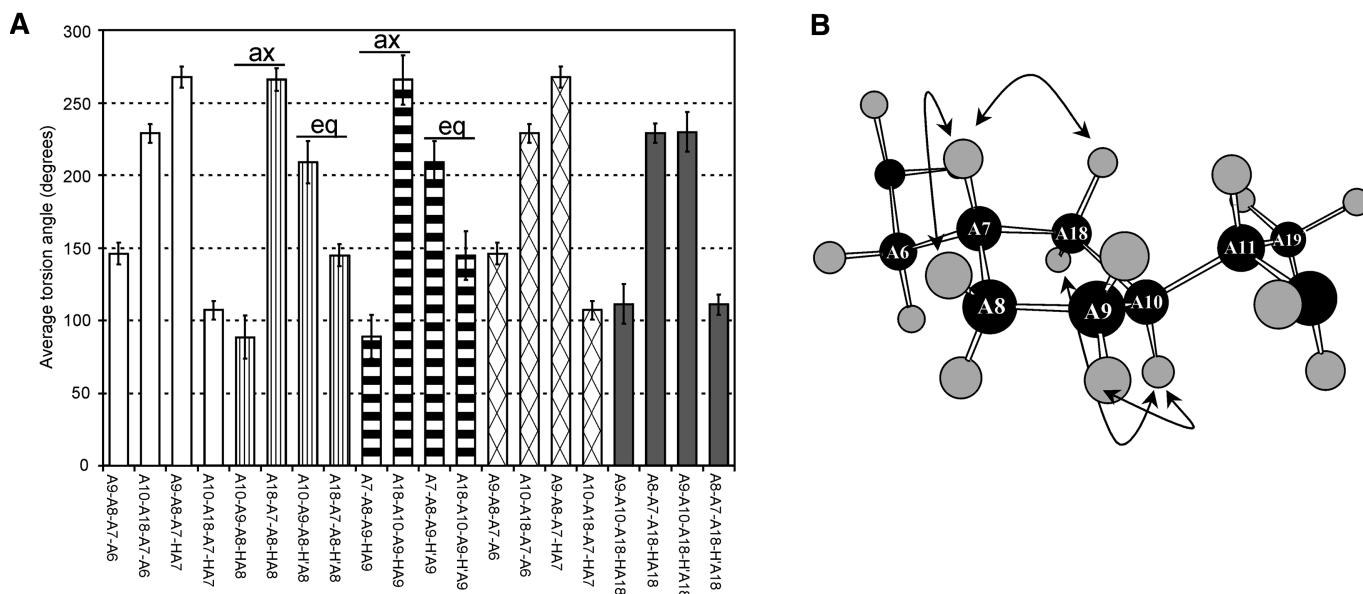 A
B
Average torsion angle (degrees)
300
250
200
150
100
50
0
ax
eq
ax
eq
A9-A8-A7-A6
A10-A18-A7-A6
A9-A8-A7-HA7
A10-A18-A7-HA7
A10-A9-A8-HA8
A18-A7-A8-HA8
A10-A9-A8-H'A8
A18-A7-A8-H'A8
A7-A8-A9-HA9
A18-A10-A9-HA9
A7-A8-A9-H'A9
A18-A10-A9-H'A9
A9-A8-A7-A6
A10-A18-A7-A6
A9-A8-A7-HA7
A10-A18-A7-HA7
A9-A10-A18-HA18
A8-A7-A18-HA18
A9-A10-A18-H'A18
A8-A7-A18-H'A18
A7
A18
A6
A11
A19
A8
A9
A10